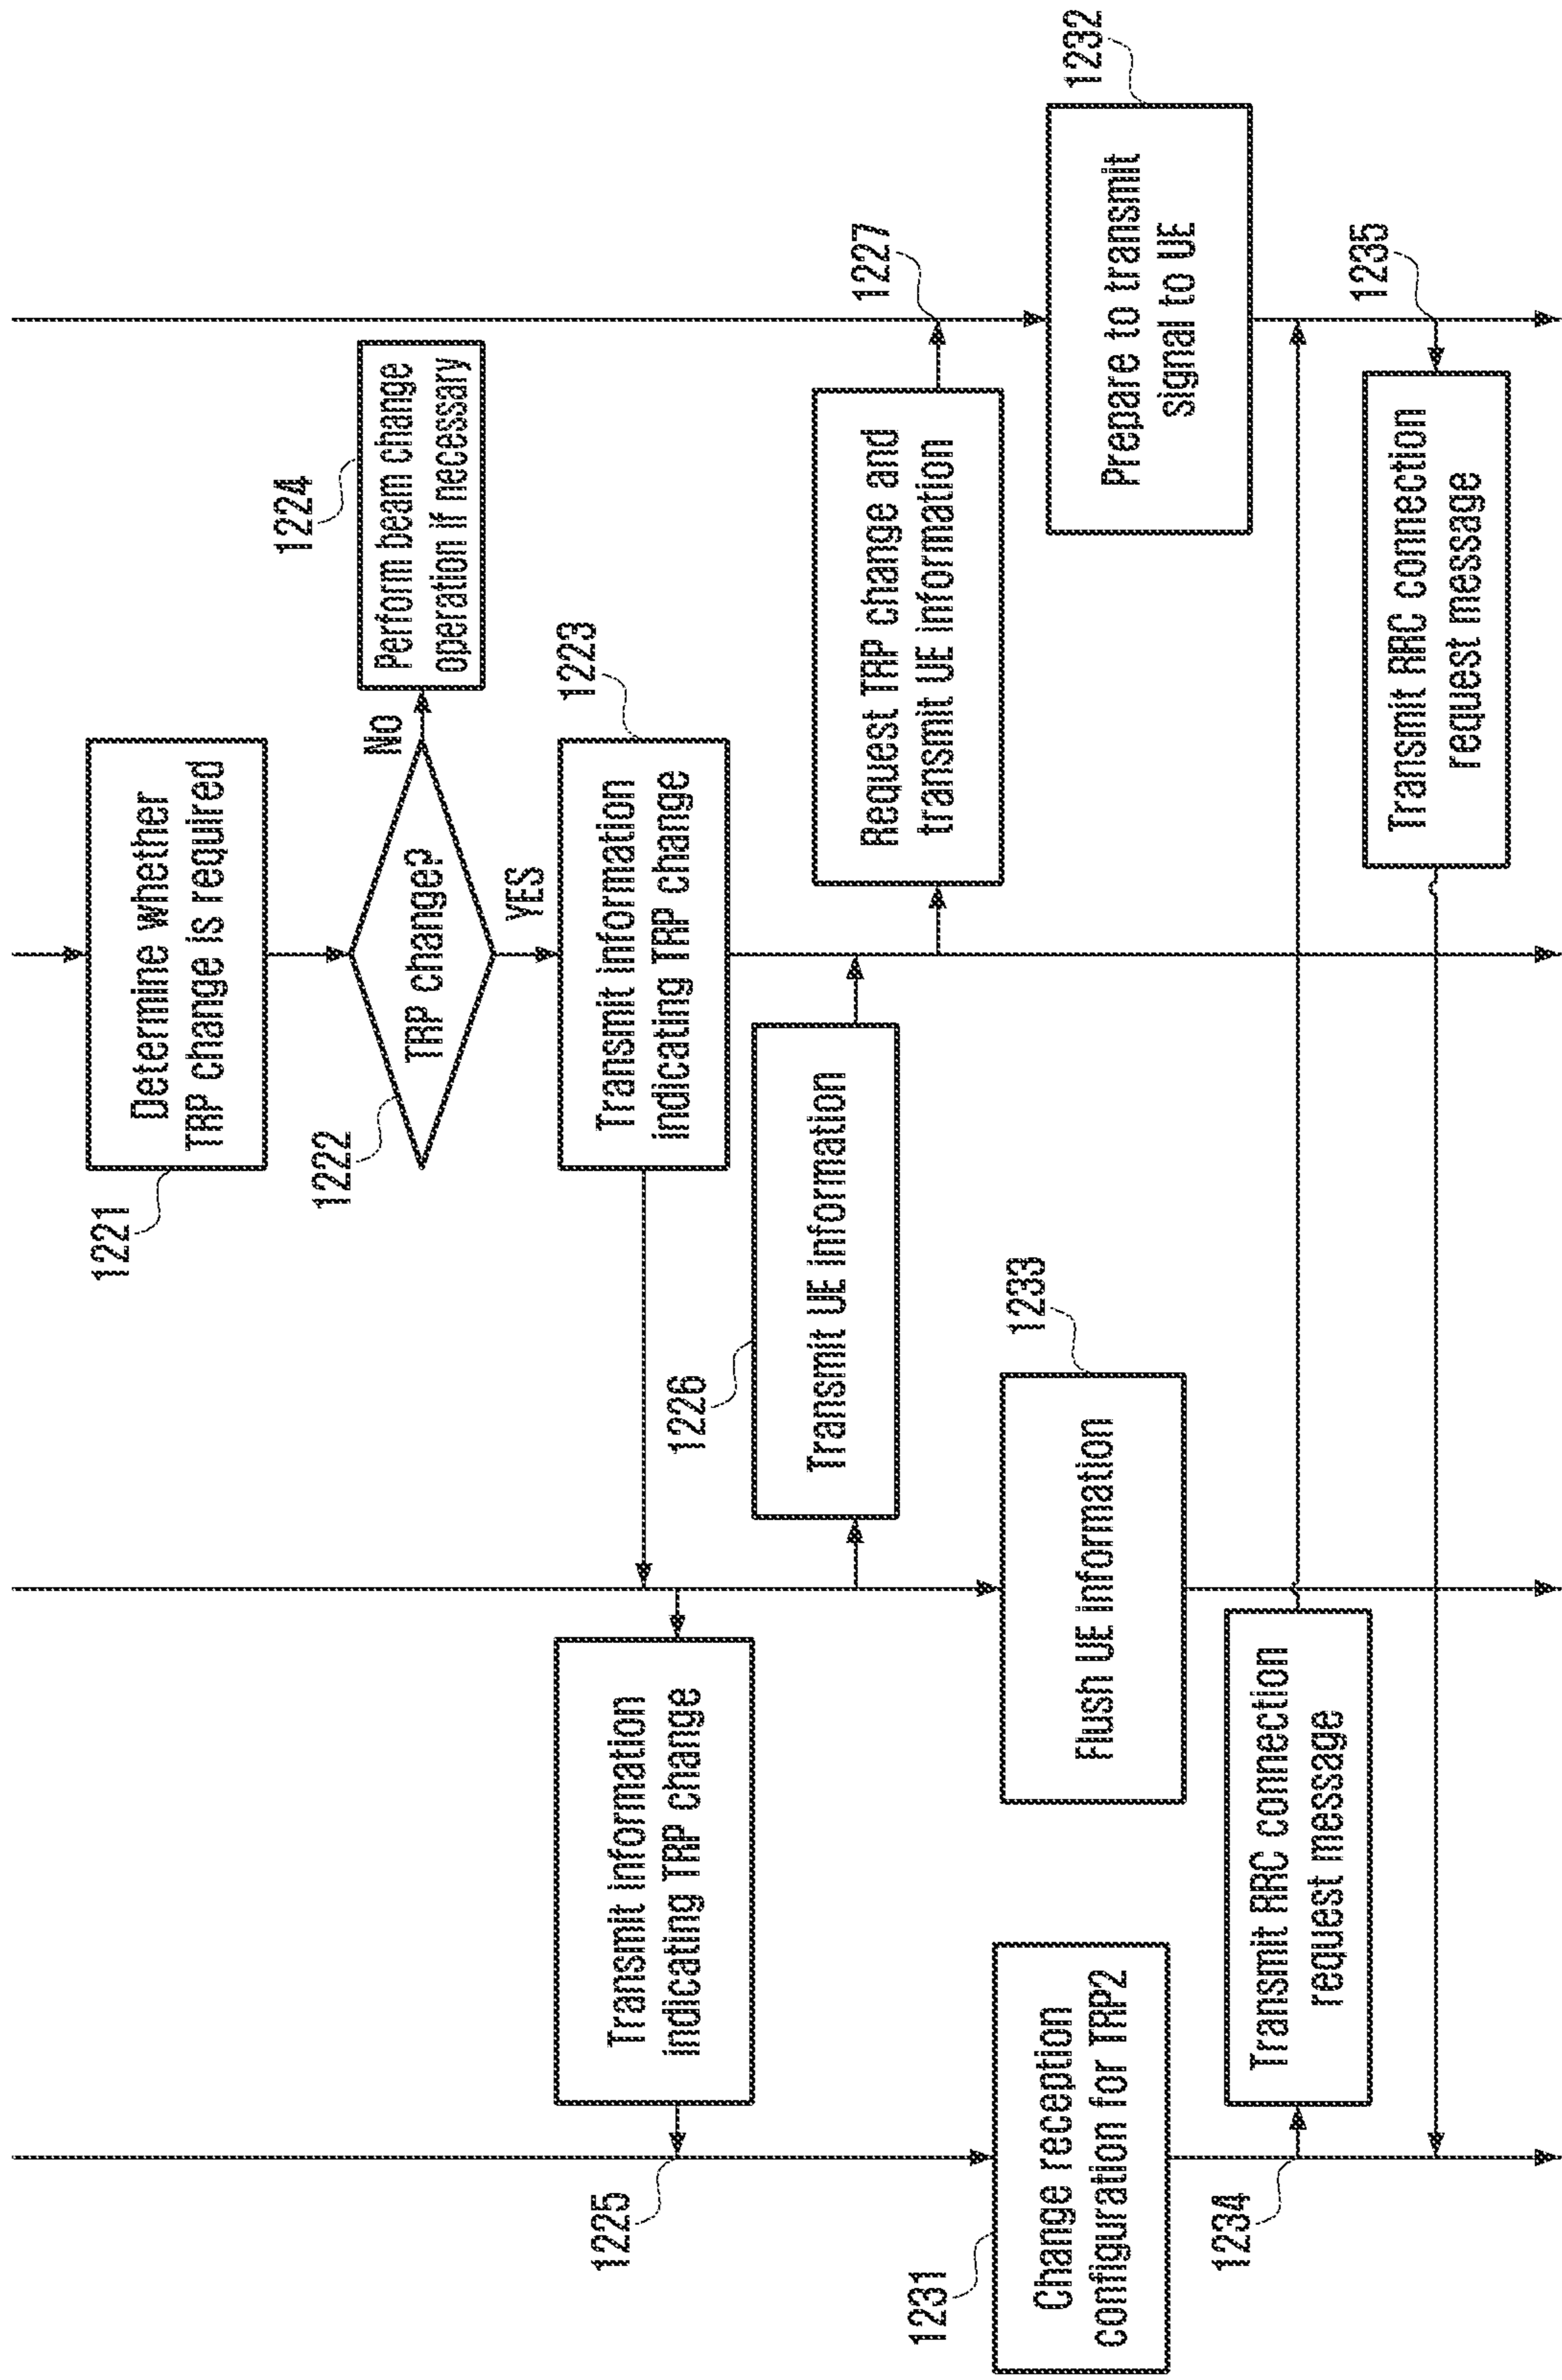 1221
Determine whether
TRP change is required
1222
TRP change?
NO
1224
Perform beam change
operation if necessary
YES
1223
Transmit information
indicating TRP change
1225
Transmit information
indicating TRP change
1226
Transmit UE information
1227
Request TRP change and
transmit UE information
1231
Change reception
configuration for TRP2
1233
Flush UE information
1232
Prepare to transmit
signal to UE
1234
Transmit RRC connection
request message
1235
Transmit RRC connection
request message